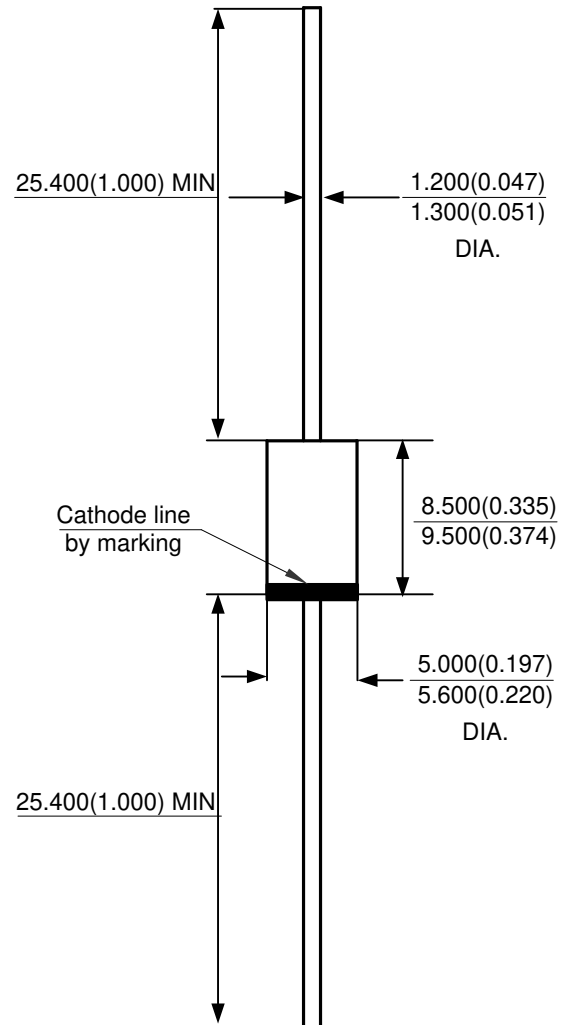 25.400(1.000) MIN
1.200(0.047)
1.300(0.051)
DIA.
Cathode line
by marking
8.500(0.335)
9.500(0.374)
5.000(0.197)
5.600(0.220)
DIA.
25.400(1.000) MIN